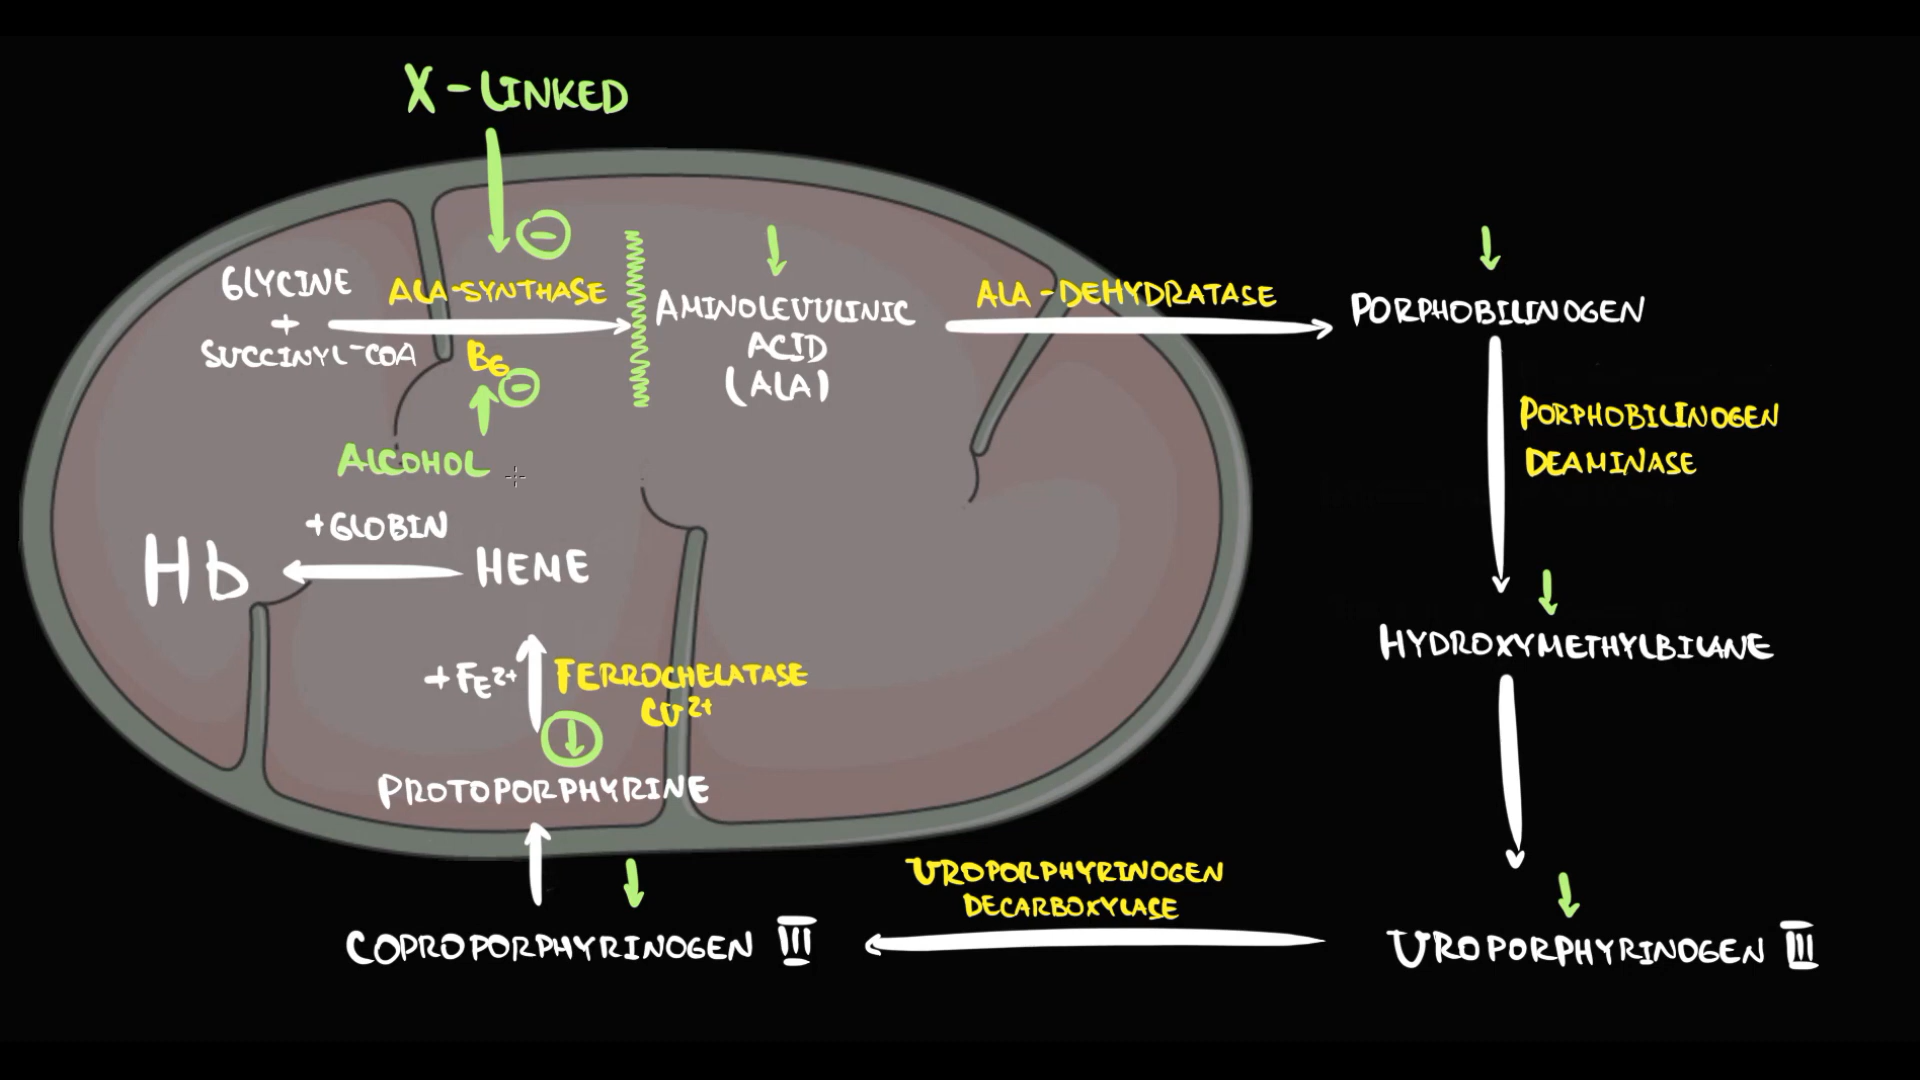 X-LINKED
GLYCINE
+
SUCCINYL-COA
ALA-SYNTHASE
B6
ALCOHOL
AMINOLEVULINIC
ACID
(ALA)
ALA-DEHYDRATASE
PORPHOBILINOGEN
PORPHOBILINOGEN
DEAMINASE
HYDROXYMETHYLBILANE
UROPORPHYRINOGEN III
UROPORPHYRINOGEN
DECARBOXYLASE
COPROPORPHYRINOGEN III
PROTOPORPHYRINE
+Fe²⁺
FERROCHELATASE
CU²⁺
HEME
+GLOBIN
Hb